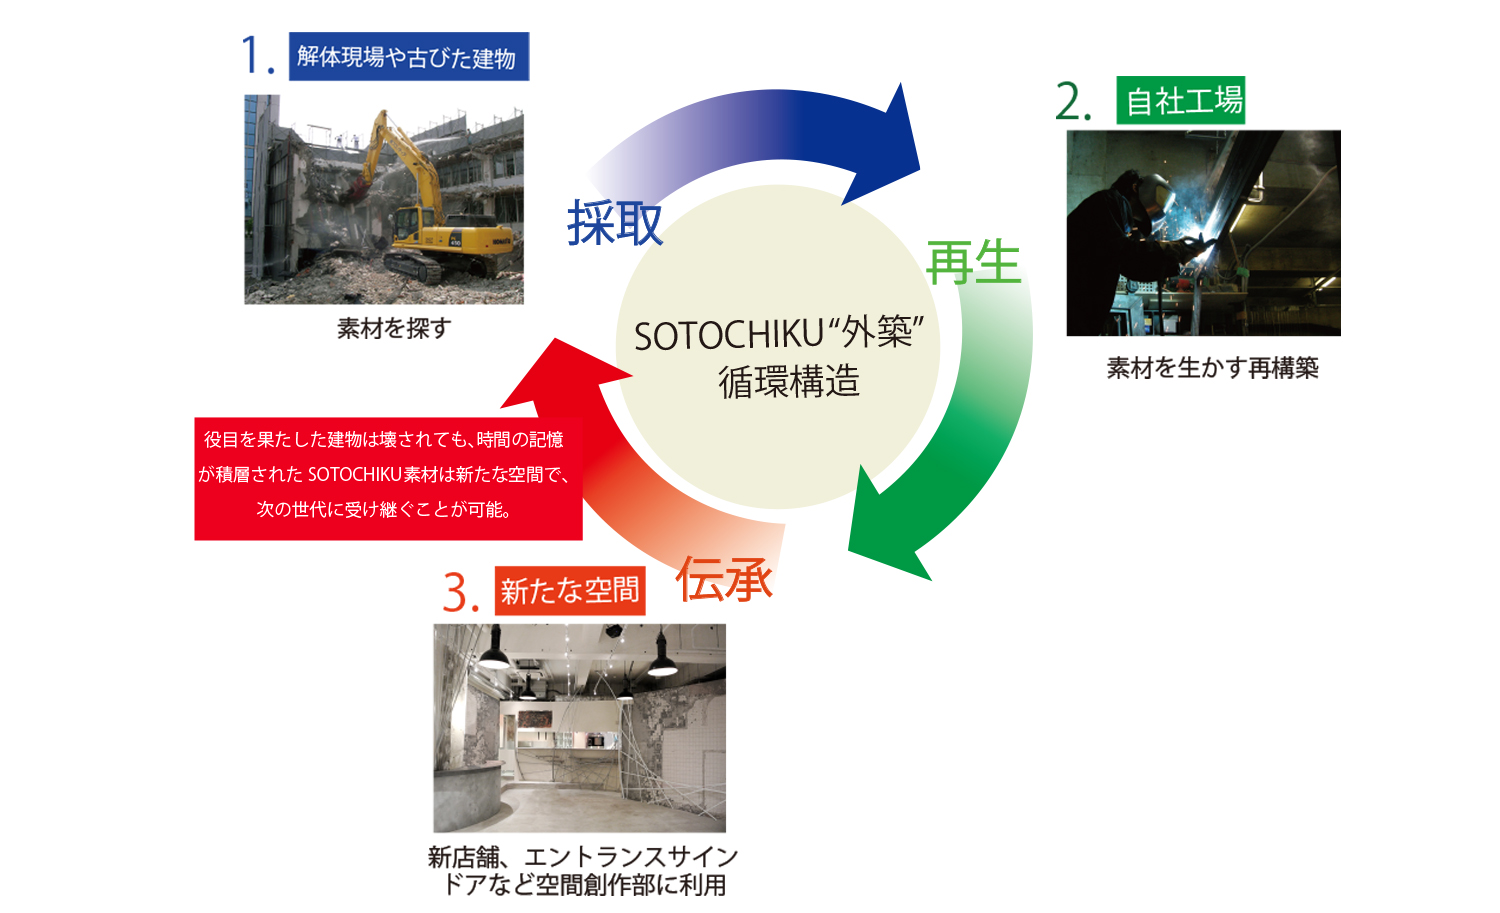 1. 解体現場や古びた建物
素材を探す
採取
2. 自社工場
素材を生かす再構築
再生
SOTOCHIKU“外築”
循環構造
役目を果たした建物は壊されても、時間の記憶
が積層された SOTOCHIKU素材は新たな空間で、
次の世代に受け継ぐことが可能。
伝承
3. 新たな空間
新店舗、エントランスサイン
ドアなど空間創作部に利用